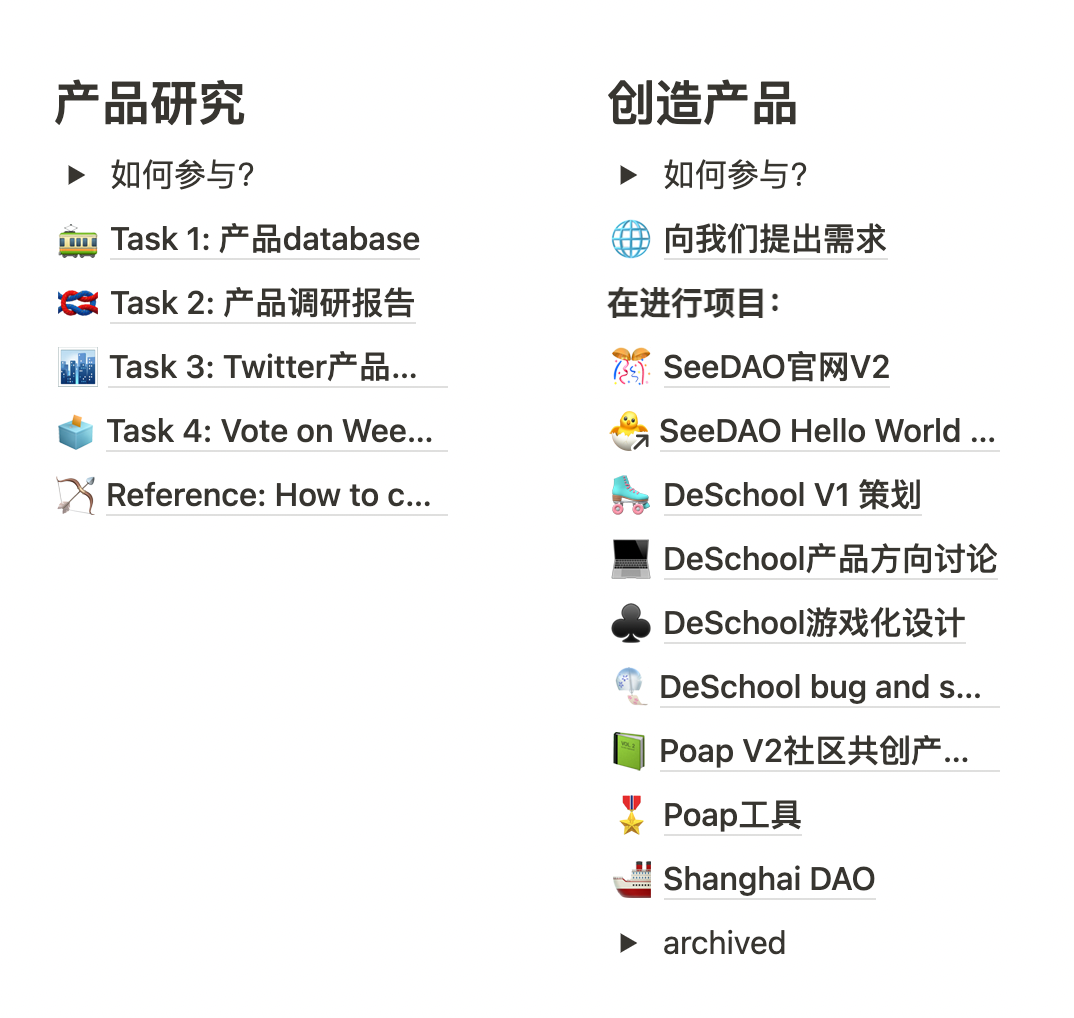 产品研究
如何参与?
Task 1: 产品database
Task 2: 产品调研报告
Task 3: Twitter产品...
Task 4: Vote on Wee...
Reference: How to c...
创造产品
如何参与?
向我们提出需求
在进行项目：
SeeDAO官网V2
SeeDAO Hello World ...
DeSchool V1 策划
DeSchool产品方向讨论
DeSchool游戏化设计
DeSchool bug and s...
Poap V2社区共创产...
Poap工具
Shanghai DAO
archived